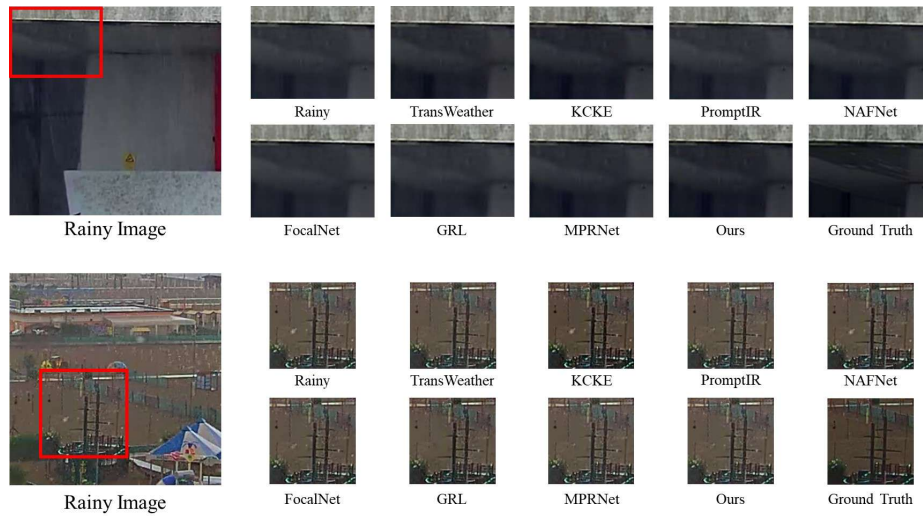 Rainy TransWeather KCKE PromptIR NAFNet
Rainy Image FocalNet GRL MPRNet Ours Ground Truth
Rainy TransWeather KCKE PromptIR NAFNet
Rainy Image FocalNet GRL MPRNet Ours Ground Truth